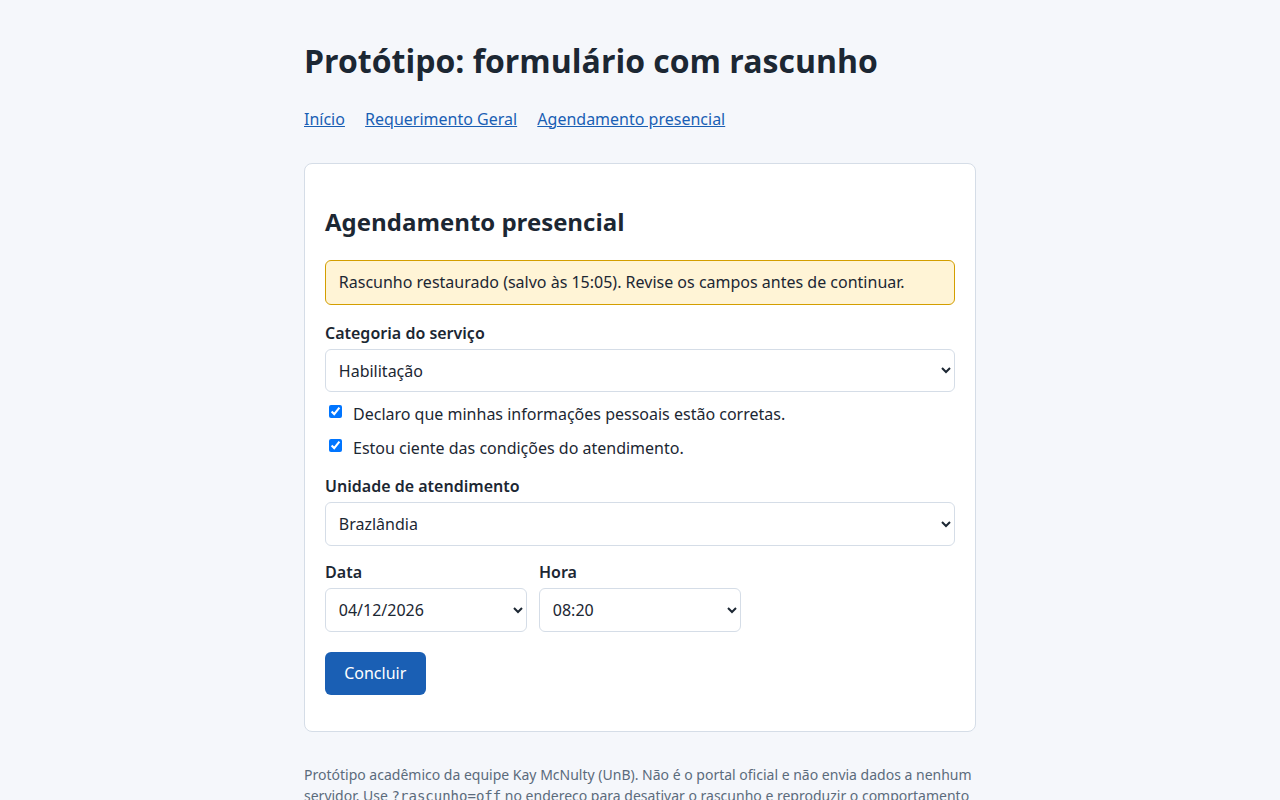 Protótipo: formulário com rascunho
Início Requerimento Geral Agendamento presencial
Agendamento presencial
Rascunho restaurado (salvo às 15:05). Revise os campos antes de continuar.
Categoria do serviço
Habilitação
Declaro que minhas informações pessoais estão corretas.
Estou ciente das condições do atendimento.
Unidade de atendimento
Brazlândia
Data Hora
04/12/2026 08:20
Concluir
Protótipo acadêmico da equipe Kay McNulty (UnB). Não é o portal oficial e não envia dados a nenhum
servidor. Use ?rascunho=off no endereço para desativar o rascunho e reproduzir o comportamento